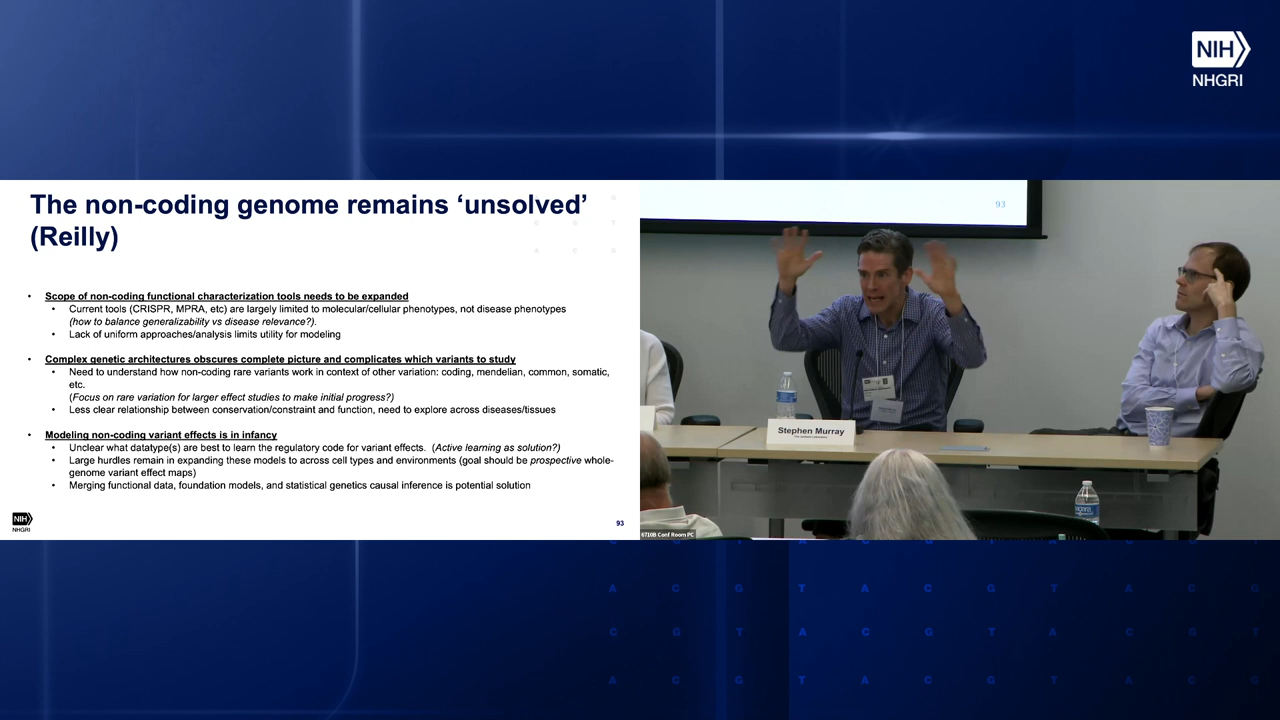 NIH
NHGRI
The non-coding genome remains ‘unsolved’
(Reilly)
• Scope of non-coding functional characterization tools needs to be expanded
• Current tools (CRISPR, MPRA, etc) are largely limited to molecular/cellular phenotypes, not disease phenotypes
(how to balance generalizability vs disease relevance?).
• Lack of uniform approaches/analysis limits utility for modeling
• Complex genetic architectures obscures complete picture and complicates which variants to study
• Need to understand how non-coding rare variants work in context of other variation: coding, mendelian, common, somatic,
etc.
(Focus on rare variation for larger effect studies to make initial progress?)
• Less clear relationship between conservation/constraint and function, need to explore across diseases/tissues
• Modeling non-coding variant effects is in infancy
• Unclear what datatype(s) are best to learn the regulatory code for variant effects. (Active learning as solution?)
• Large hurdles remain in expanding these models to across cell types and environments (goal should be prospective whole-
genome variant effect maps)
• Merging functional data, foundation models, and statistical genetics causal inference is potential solution
NIH
NHGRI
93
93
Stephen Murray
6710B Conf Room PC
A C G T A C G T A C G
C G T A C G T A C G T
A C G T A C G T A C G